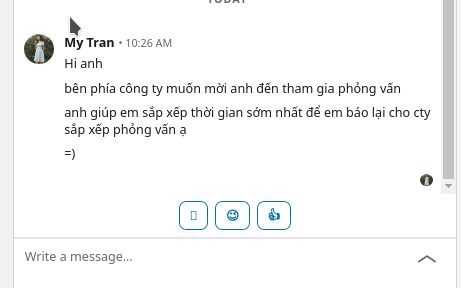 TODAY
My Tran • 10:26 AM
Hi anh
bên phía công ty muốn mời anh đến tham gia phỏng vấn
anh giúp em sắp xếp thời gian sớm nhất để em báo lại cho cty
sắp xếp phỏng vấn ạ
=)
Write a message...